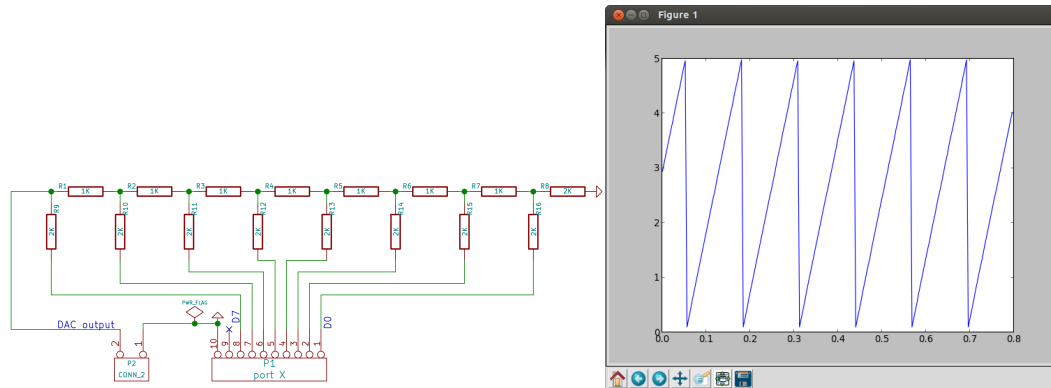 Figure 1
5
4
3
2
1
0
0.0 0.1 0.2 0.3 0.4 0.5 0.6 0.7 0.8
R1 R2 R3 R4 R5 R6 R7 R8
1K 1K 1K 1K 1K 1K 1K 2K
R9 R10 R11 R12 R13 R14 R15 R16
2K 2K 2K 2K 2K 2K 2K 2K
PWR_FLAG
DAC output
D7
D0
2 1
10 9 8 7 6 5 4 3 2 1
P2
CONN_2
P1
port X